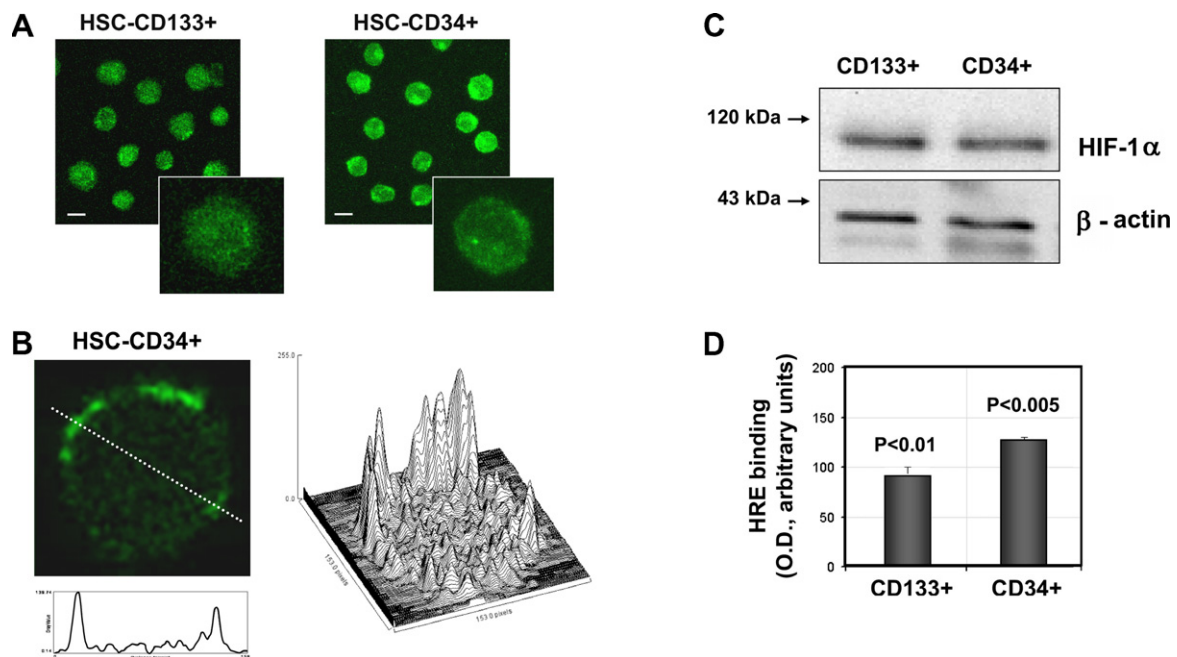 A
HSC-CD133+
HSC-CD34+
B
HSC-CD34+
255.0
0.0
153.0 pixels
153.0 pixels
0
C
CD133+
CD34+
120 kDa →
HIF-1α
43 kDa →
β - actin
D
HRE binding
(O.D., arbitrary units)
200
150
100
50
0
P<0.01
P<0.005
CD133+
CD34+